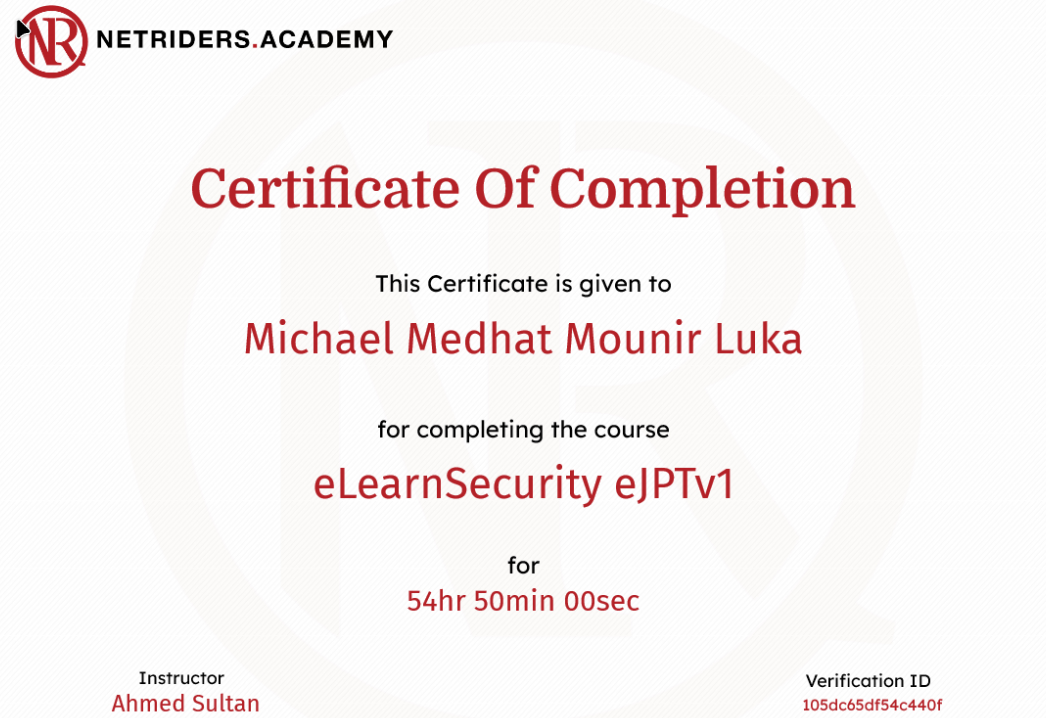 NR NETRIDERS.ACADEMY
Certificate Of Completion
This Certificate is given to
Michael Medhat Mounir Luka
for completing the course
eLearnSecurity eJPTv1
for
54hr 50min 00sec
Instructor
Ahmed Sultan
Verification ID
105dc65df54c440f